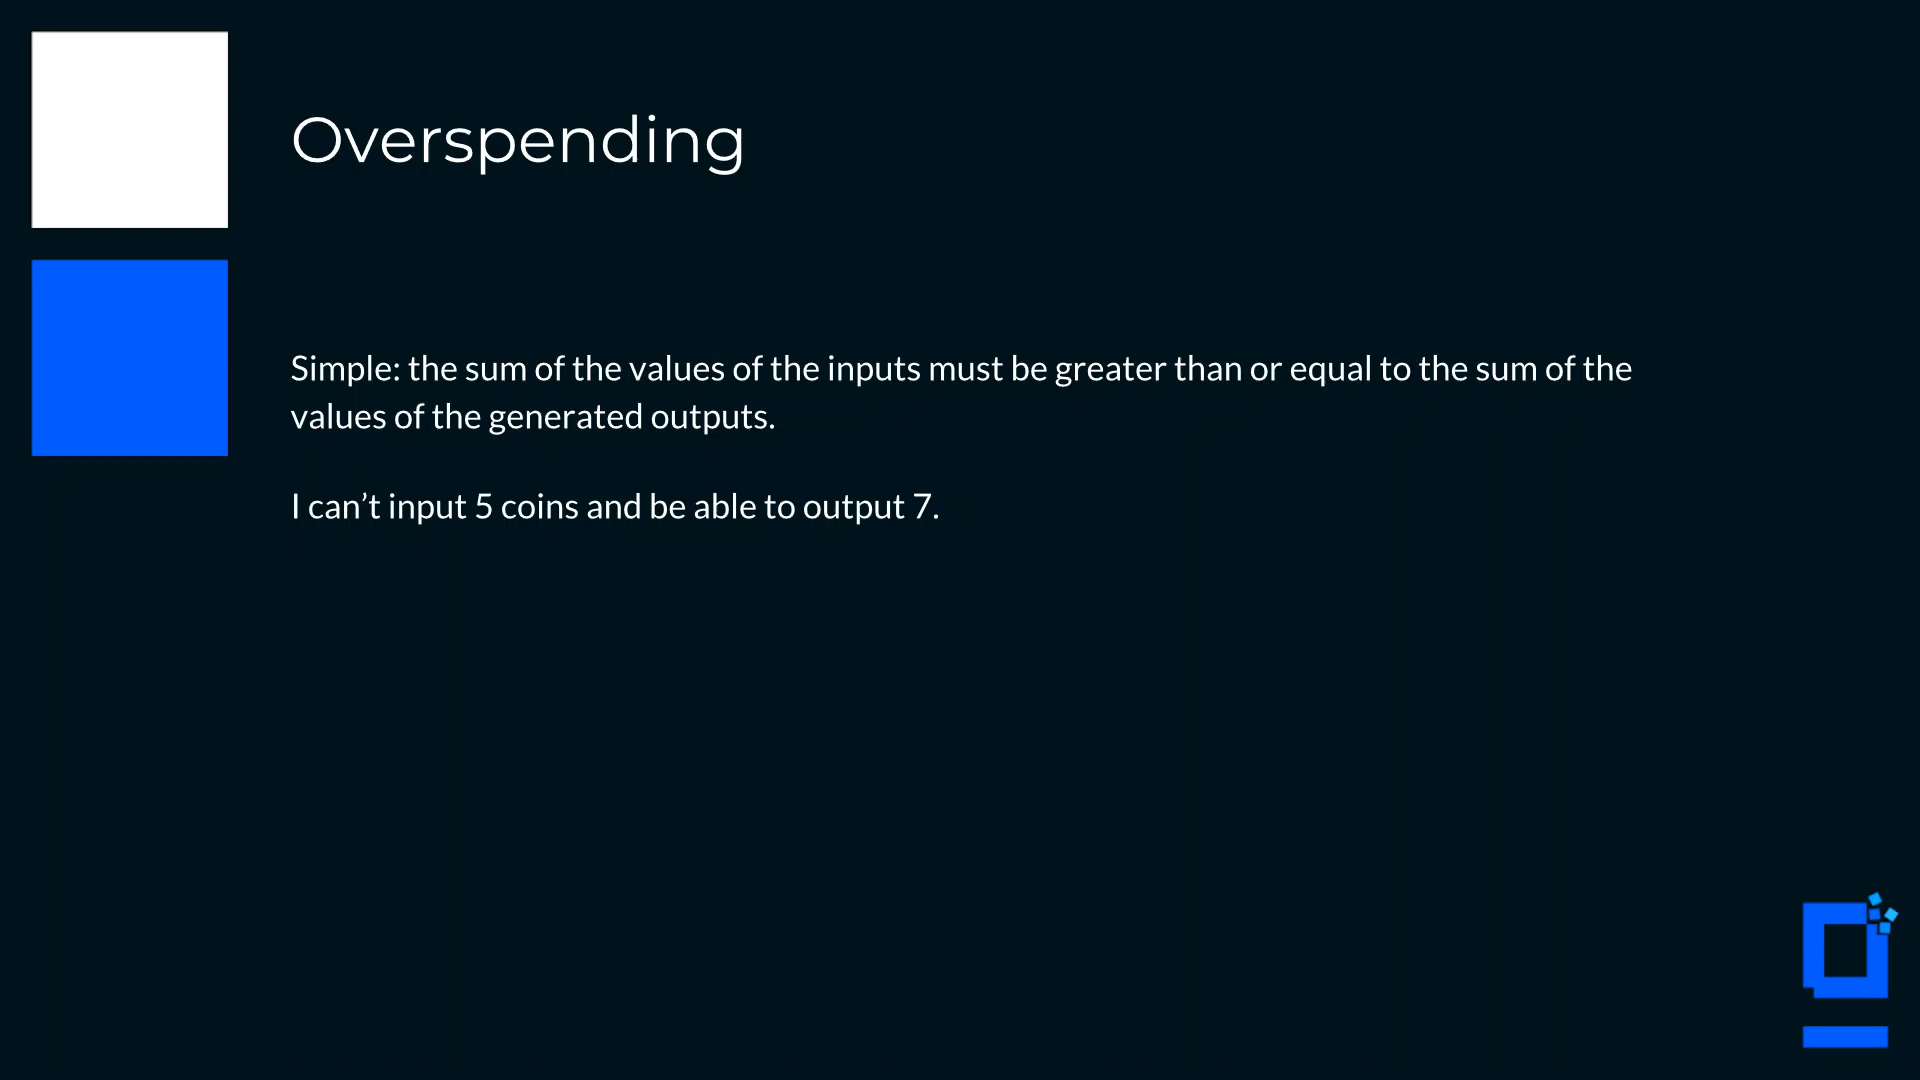 Overspending
Simple: the sum of the values of the inputs must be greater than or equal to the sum of the
values of the generated outputs.
I can’t input 5 coins and be able to output 7.